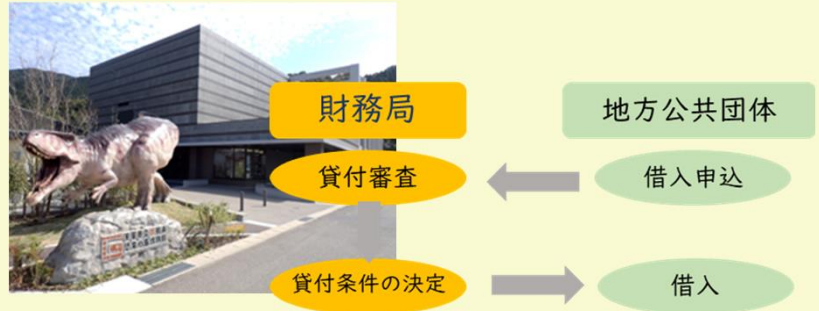 財務局
地方公共団体
貸付審査
借入申込
貸付条件の決定
借入